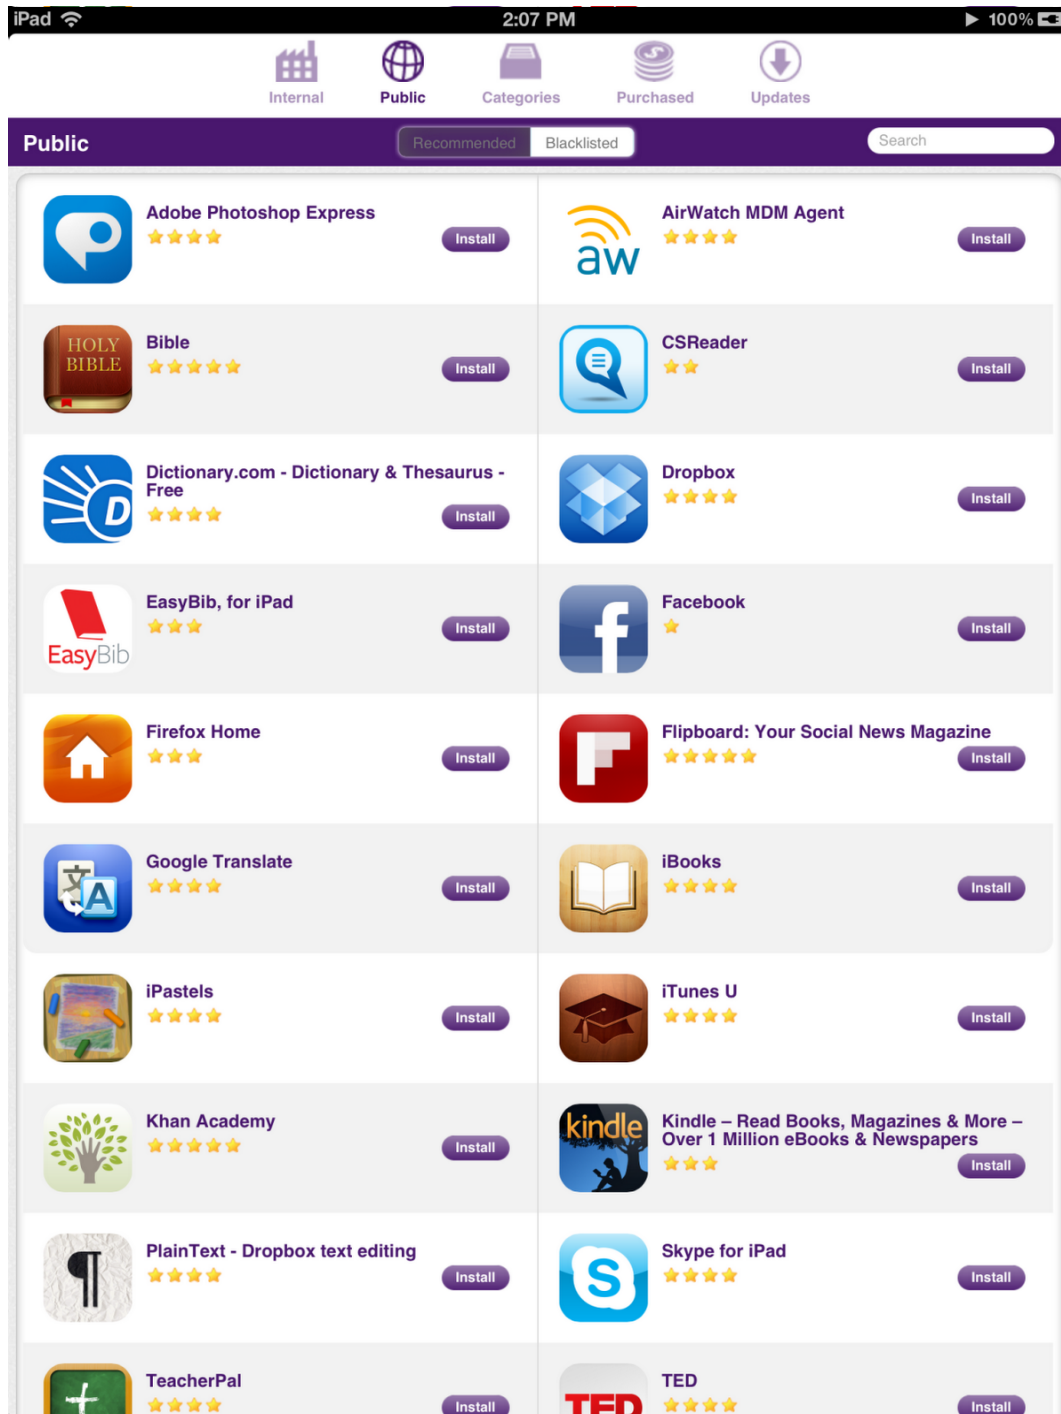 iPad 2:07 PM 100%
Internal Public Categories Purchased Updates
Public Recommended Blacklisted Search
Adobe Photoshop Express
Install
aw
AirWatch MDM Agent
Install
HOLY
BIBLE
Bible
Install
CSReader
Install
D
Dictionary.com - Dictionary & Thesaurus -
Free
Install
Dropbox
Install
EasyBib
EasyBib, for iPad
Install
f
Facebook
Install
Firefox Home
Install
F
Flipboard: Your Social News Magazine
Install
文
A
Google Translate
Install
iBooks
Install
iPastels
Install
iTunes U
Install
Khan Academy
Install
kindle
Kindle – Read Books, Magazines & More –
Over 1 Million eBooks & Newspapers
Install
¶
PlainText - Dropbox text editing
Install
S
Skype for iPad
Install
TeacherPal
Install
TED
TED
Install